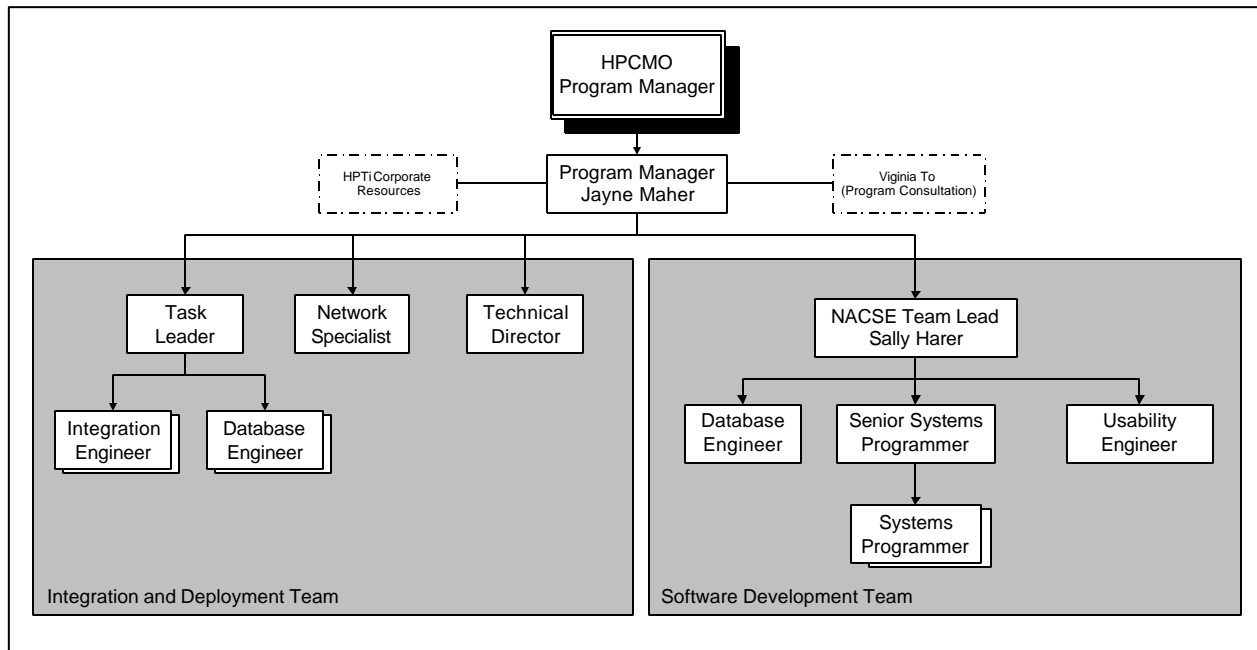 HPCMO
Program Manager
HPTi Corporate
Resources
Program Manager
Jayne Maher
Viginia To
(Program Consultation)
Task
Leader
Network
Specialist
Technical
Director
NACSE Team Lead
Sally Harer
Integration
Engineer
Database
Engineer
Database
Engineer
Senior Systems
Programmer
Usability
Engineer
Systems
Programmer
Integration and Deployment Team
Software Development Team